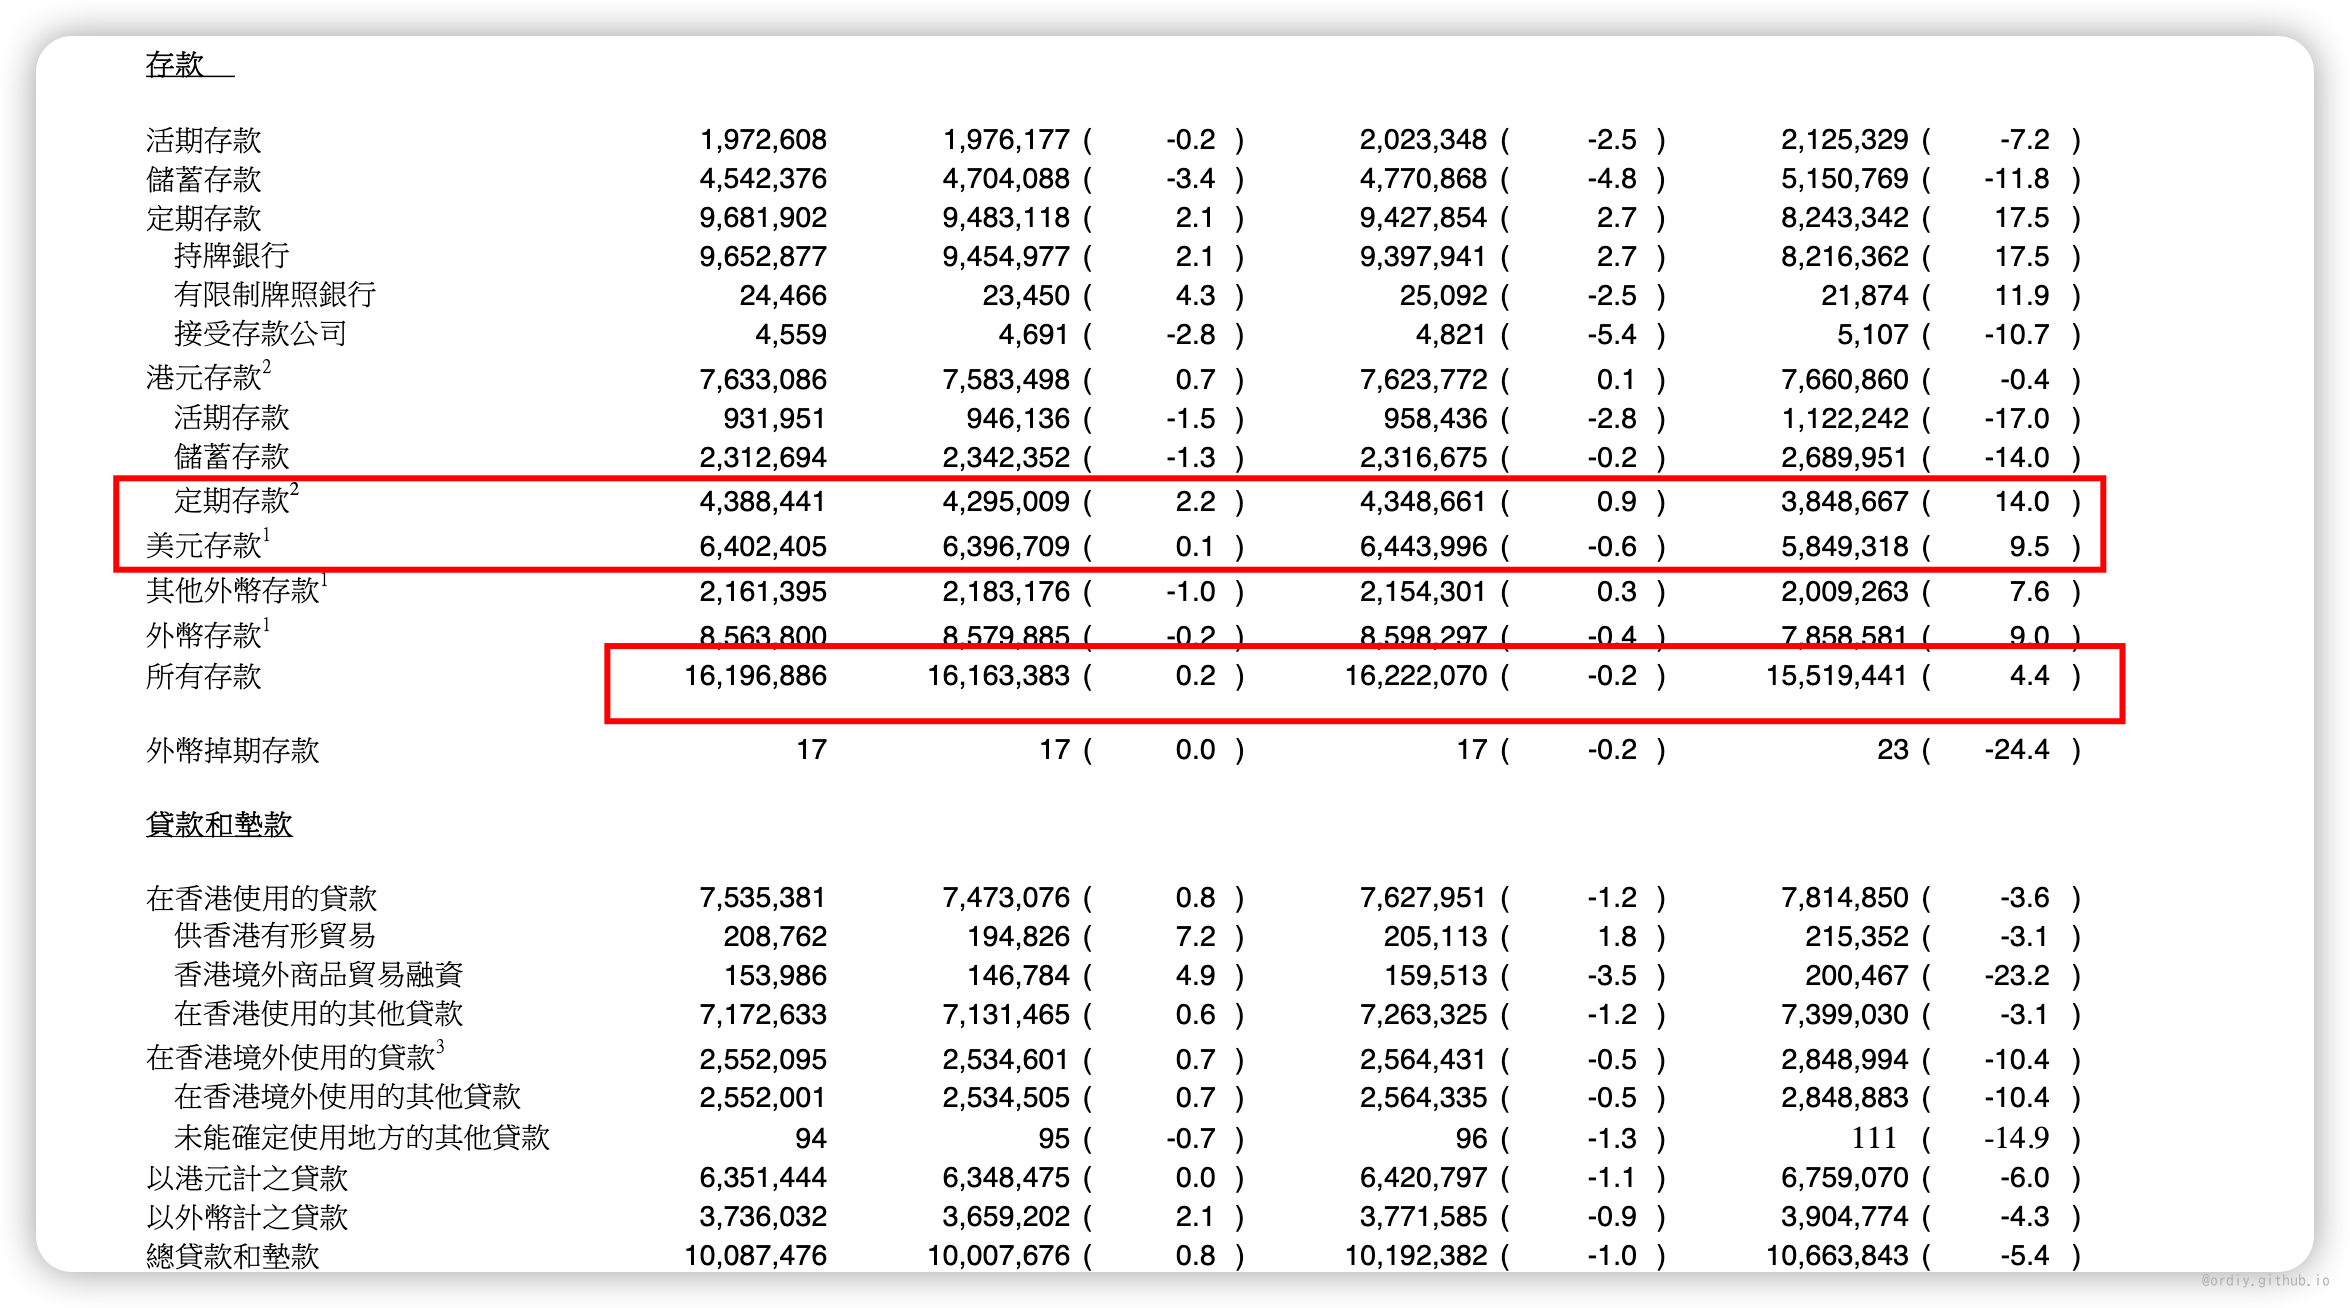 存款
活期存款 1,972,608 1,976,177 ( -0.2 ) 2,023,348 ( -2.5 ) 2,125,329 ( -7.2 )
儲蓄存款 4,542,376 4,704,088 ( -3.4 ) 4,770,868 ( -4.8 ) 5,150,769 ( -11.8 )
定期存款 9,681,902 9,483,118 ( 2.1 ) 9,427,854 ( 2.7 ) 8,243,342 ( 17.5 )
持牌銀行 9,652,877 9,454,977 ( 2.1 ) 9,397,941 ( 2.7 ) 8,216,362 ( 17.5 )
有限制牌照銀行 24,466 23,450 ( 4.3 ) 25,092 ( -2.5 ) 21,874 ( 11.9 )
接受存款公司 4,559 4,691 ( -2.8 ) 4,821 ( -5.4 ) 5,107 ( -10.7 )
港元存款2 7,633,086 7,583,498 ( 0.7 ) 7,623,772 ( 0.1 ) 7,660,860 ( -0.4 )
活期存款 931,951 946,136 ( -1.5 ) 958,436 ( -2.8 ) 1,122,242 ( -17.0 )
儲蓄存款 2,312,694 2,342,352 ( -1.3 ) 2,316,675 ( -0.2 ) 2,689,951 ( -14.0 )
定期存款2 4,388,441 4,295,009 ( 2.2 ) 4,348,661 ( 0.9 ) 3,848,667 ( 14.0 )
美元存款1 6,402,405 6,396,709 ( 0.1 ) 6,443,996 ( -0.6 ) 5,849,318 ( 9.5 )
其他外幣存款1 2,161,395 2,183,176 ( -1.0 ) 2,154,301 ( 0.3 ) 2,009,263 ( 7.6 )
外幣存款1 8,563,800 8,579,885 ( -0.2 ) 8,598,297 ( -0.4 ) 7,858,581 ( 9.0 )
所有存款 16,196,886 16,163,383 ( 0.2 ) 16,222,070 ( -0.2 ) 15,519,441 ( 4.4 )
外幣掉期存款 17 17 ( 0.0 ) 17 ( -0.2 ) 23 ( -24.4 )
貸款和墊款
在香港使用的貸款 7,535,381 7,473,076 ( 0.8 ) 7,627,951 ( -1.2 ) 7,814,850 ( -3.6 )
供香港有形貿易 208,762 194,826 ( 7.2 ) 205,113 ( 1.8 ) 215,352 ( -3.1 )
香港境外商品貿易融資 153,986 146,784 ( 4.9 ) 159,513 ( -3.5 ) 200,467 ( -23.2 )
在香港使用的其他貸款 7,172,633 7,131,465 ( 0.6 ) 7,263,325 ( -1.2 ) 7,399,030 ( -3.1 )
在香港境外使用的貸款3 2,552,095 2,534,601 ( 0.7 ) 2,564,431 ( -0.5 ) 2,848,994 ( -10.4 )
在香港境外使用的其他貸款 2,552,001 2,534,505 ( 0.7 ) 2,564,335 ( -0.5 ) 2,848,883 ( -10.4 )
未能確定使用地方的其他貸款 94 95 ( -0.7 ) 96 ( -1.3 ) 111 ( -14.9 )
以港元計之貸款 6,351,444 6,348,475 ( 0.0 ) 6,420,797 ( -1.1 ) 6,759,070 ( -6.0 )
以外幣計之貸款 3,736,032 3,659,202 ( 2.1 ) 3,771,585 ( -0.9 ) 3,904,774 ( -4.3 )
總貸款和墊款 10,087,476 10,007,676 ( 0.8 ) 10,192,382 ( -1.0 ) 10,663,843 ( -5.4 )
@ordiy.github.io